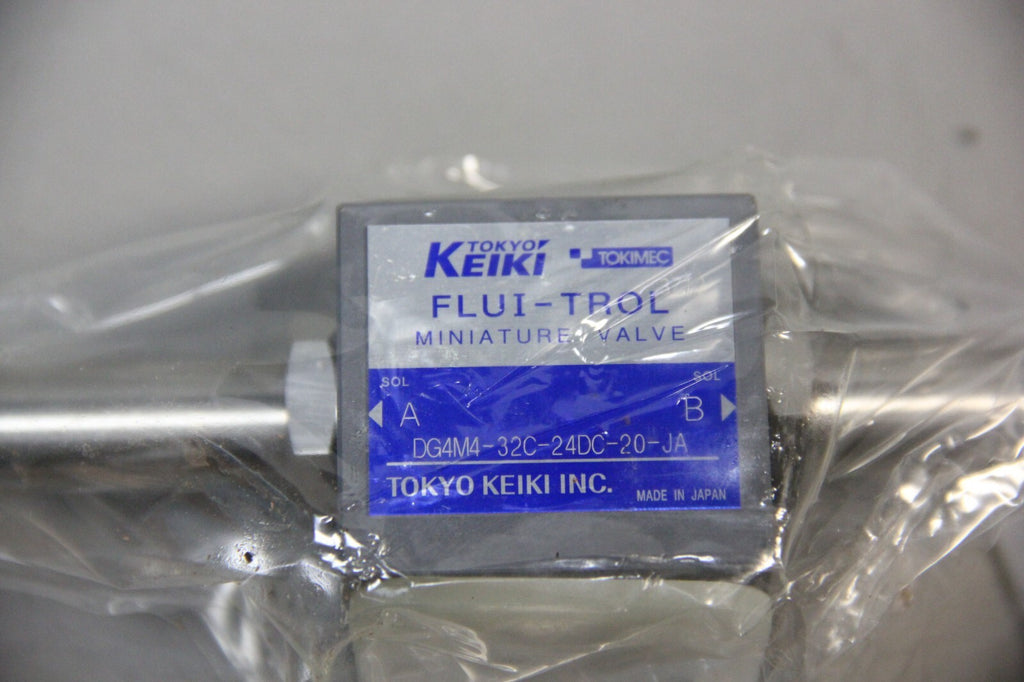 TOKYO KEIKI TOKIMEC
FLUI-TROL
MINIATURE VALVE
SOL SOL
A B
DG4M4-32C-24DC-20-JA
TOKYO KEIKI INC. MADE IN JAPAN